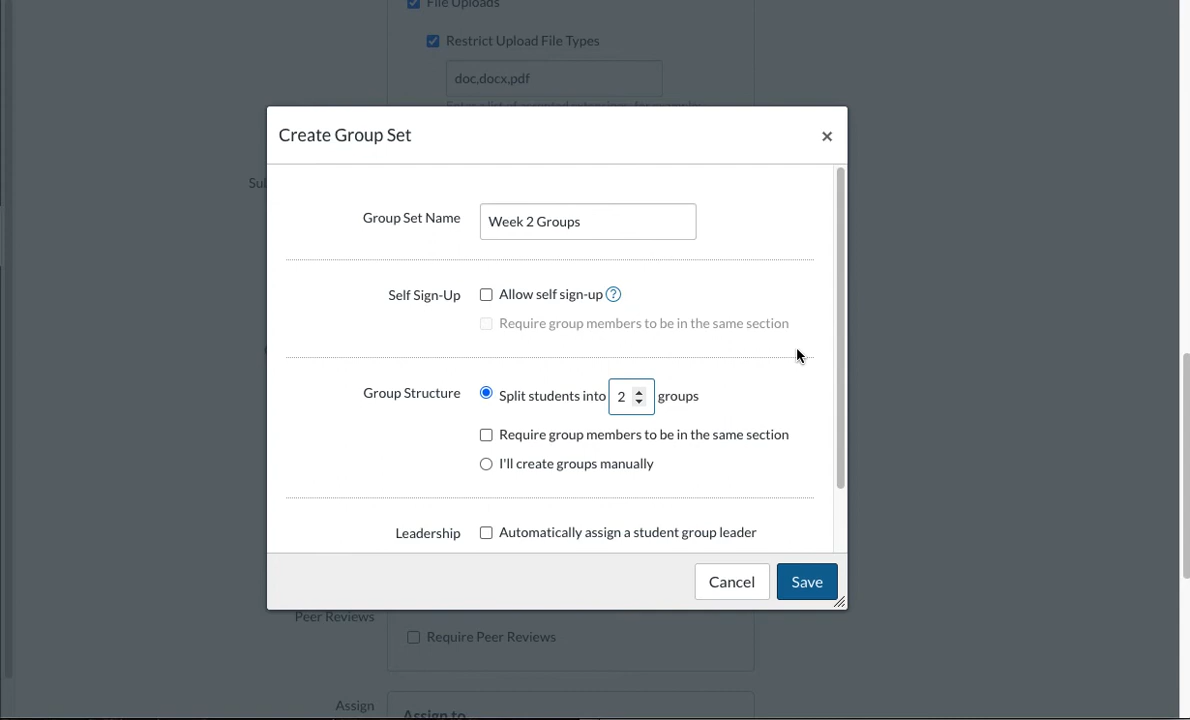 File Uploads
Restrict Upload File Types
doc,docx,pdf
Create Group Set
×
Group Set Name
Week 2 Groups
Self Sign-Up
Allow self sign-up ?
Require group members to be in the same section
Group Structure
Split students into 2 groups
Require group members to be in the same section
I'll create groups manually
Leadership
Automatically assign a student group leader
Cancel
Save
Peer Reviews
Require Peer Reviews
Assign
Assign to